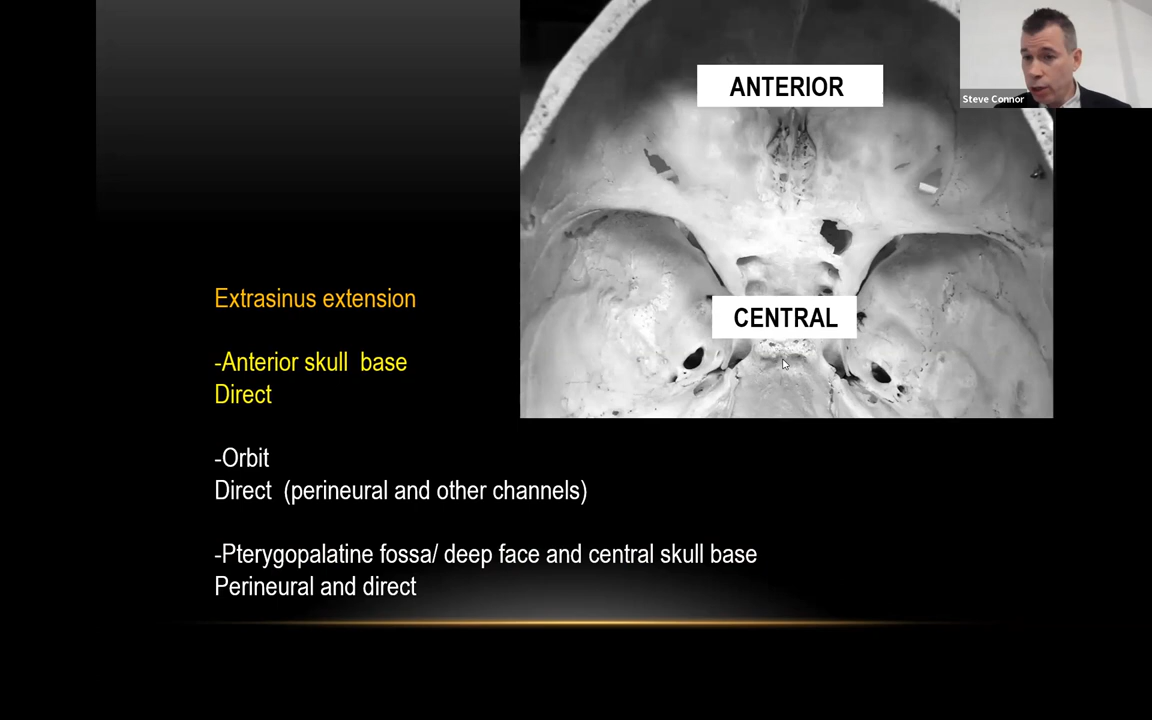 ANTERIOR
Steve Connor
CENTRAL
Extrasinus extension
-Anterior skull base
Direct
-Orbit
Direct (perineural and other channels)
-Pterygopalatine fossa/ deep face and central skull base
Perineural and direct